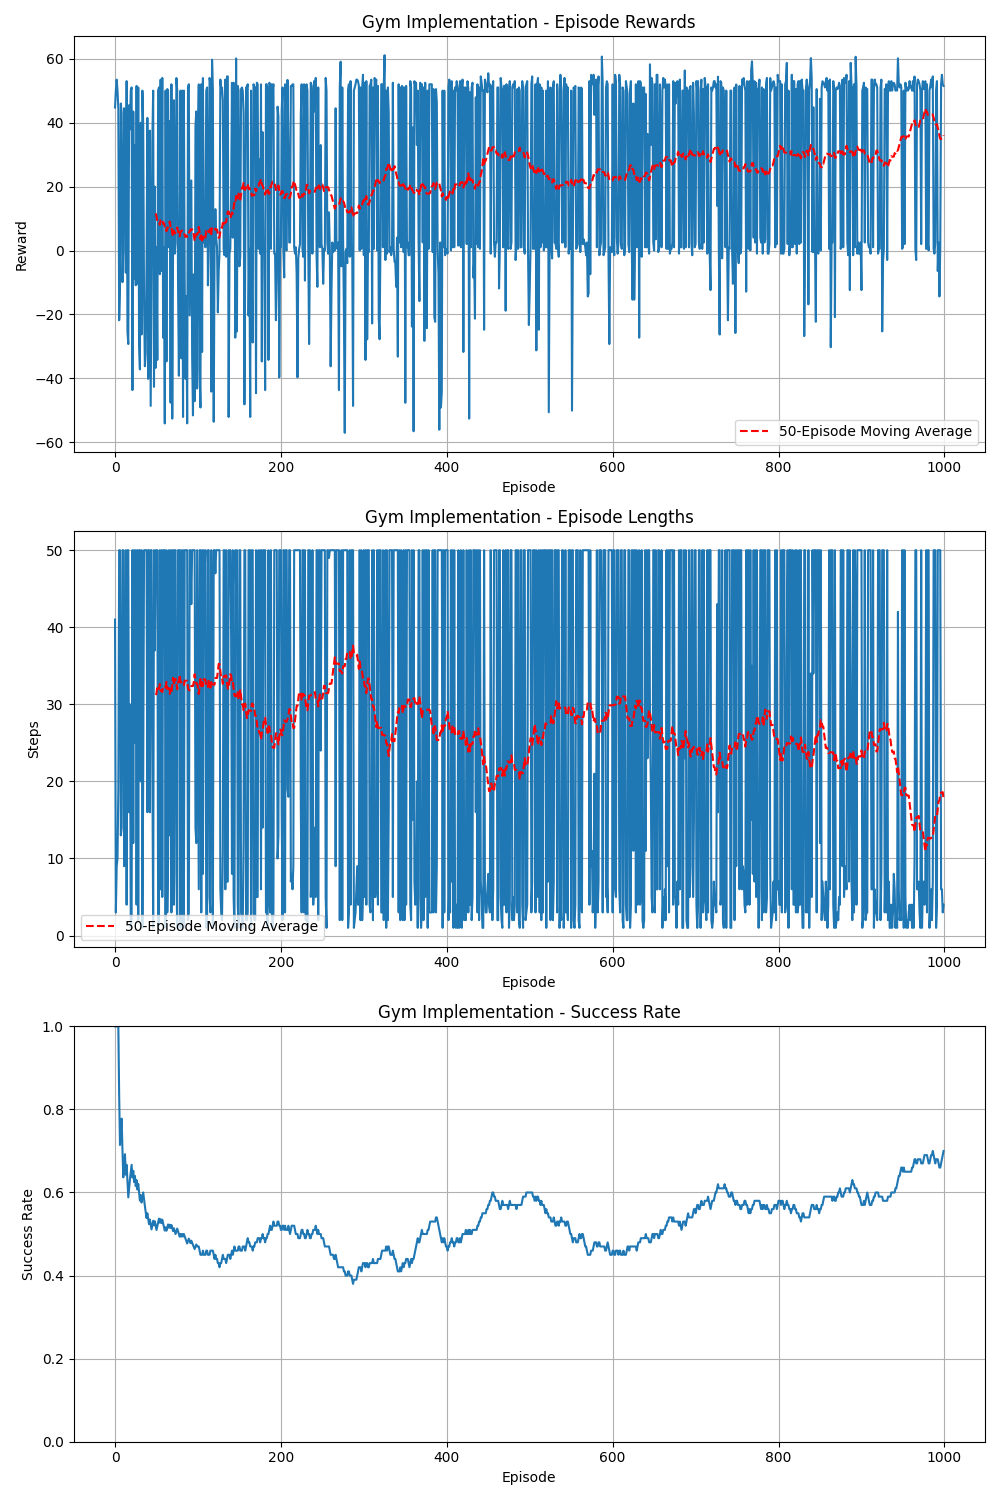 Gym Implementation - Episode Rewards
60
40
20
0
−20
−40
−60
Reward
50-Episode Moving Average
0 200 400 600 800 1000
Episode
Gym Implementation - Episode Lengths
50
40
30
20
10
0
Steps
50-Episode Moving Average
0 200 400 600 800 1000
Episode
Gym Implementation - Success Rate
1.0
0.8
0.6
0.4
0.2
0.0
Success Rate
0 200 400 600 800 1000
Episode